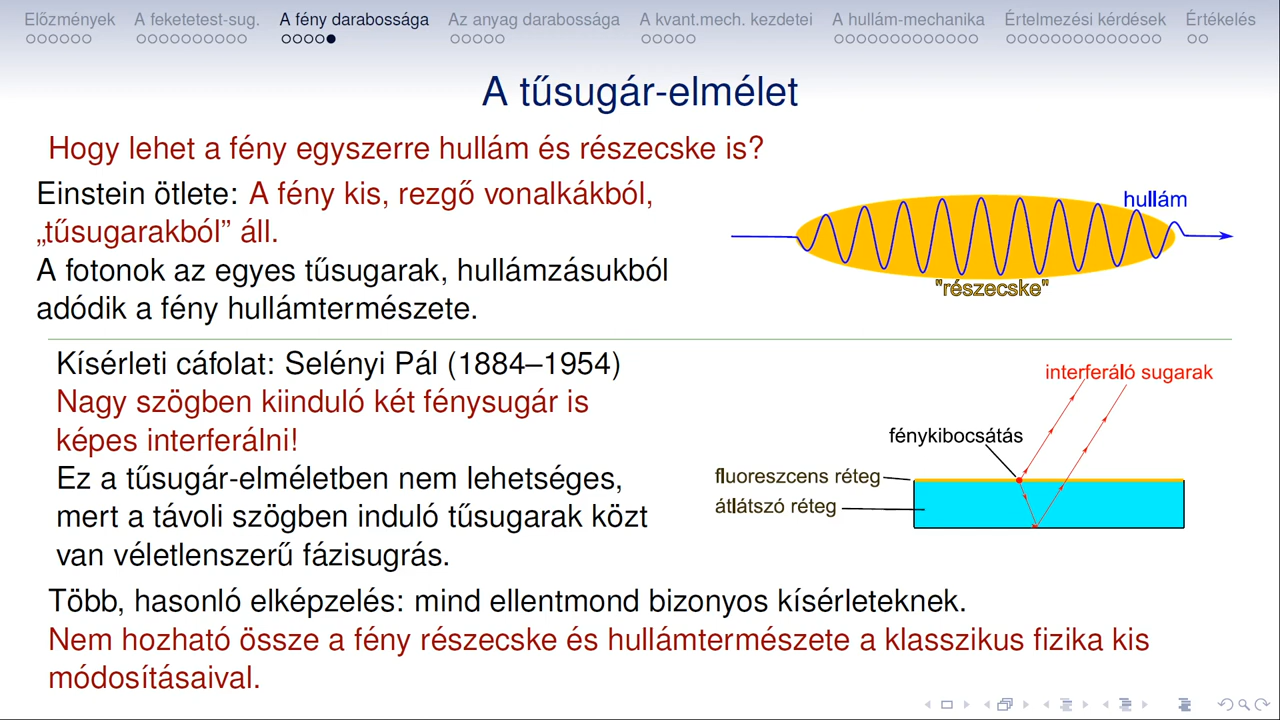 Előzmények A feketetest-sug. A fény darabossága Az anyag darabossága A kvant.mech. kezdetei A hullám-mechanika Értelmezési kérdések Értékelés
A tűsugár-elmélet
Hogy lehet a fény egyszerre hullám és részecske is?
Einstein ötlete: A fény kis, rezgő vonalkákból,
„tűsugarakból” áll.
A fotonok az egyes tűsugarak, hullámzásukból
adódik a fény hullámtermészete.
hullám
"részecske"
Kísérleti cáfolat: Selényi Pál (1884–1954)
Nagy szögben kiinduló két fénysugár is
képes interferálni!
Ez a tűsugár-elméletben nem lehetséges,
mert a távoli szögben induló tűsugarak közt
van véletlenszerű fázisugrás.
interferáló sugarak
fénykibocsátás
fluoreszcens réteg
átlátszó réteg
Több, hasonló elképzelés: mind ellentmond bizonyos kísérleteknek.
Nem hozható össze a fény részecske és hullámtermészete a klasszikus fizika kis
módosításaival.